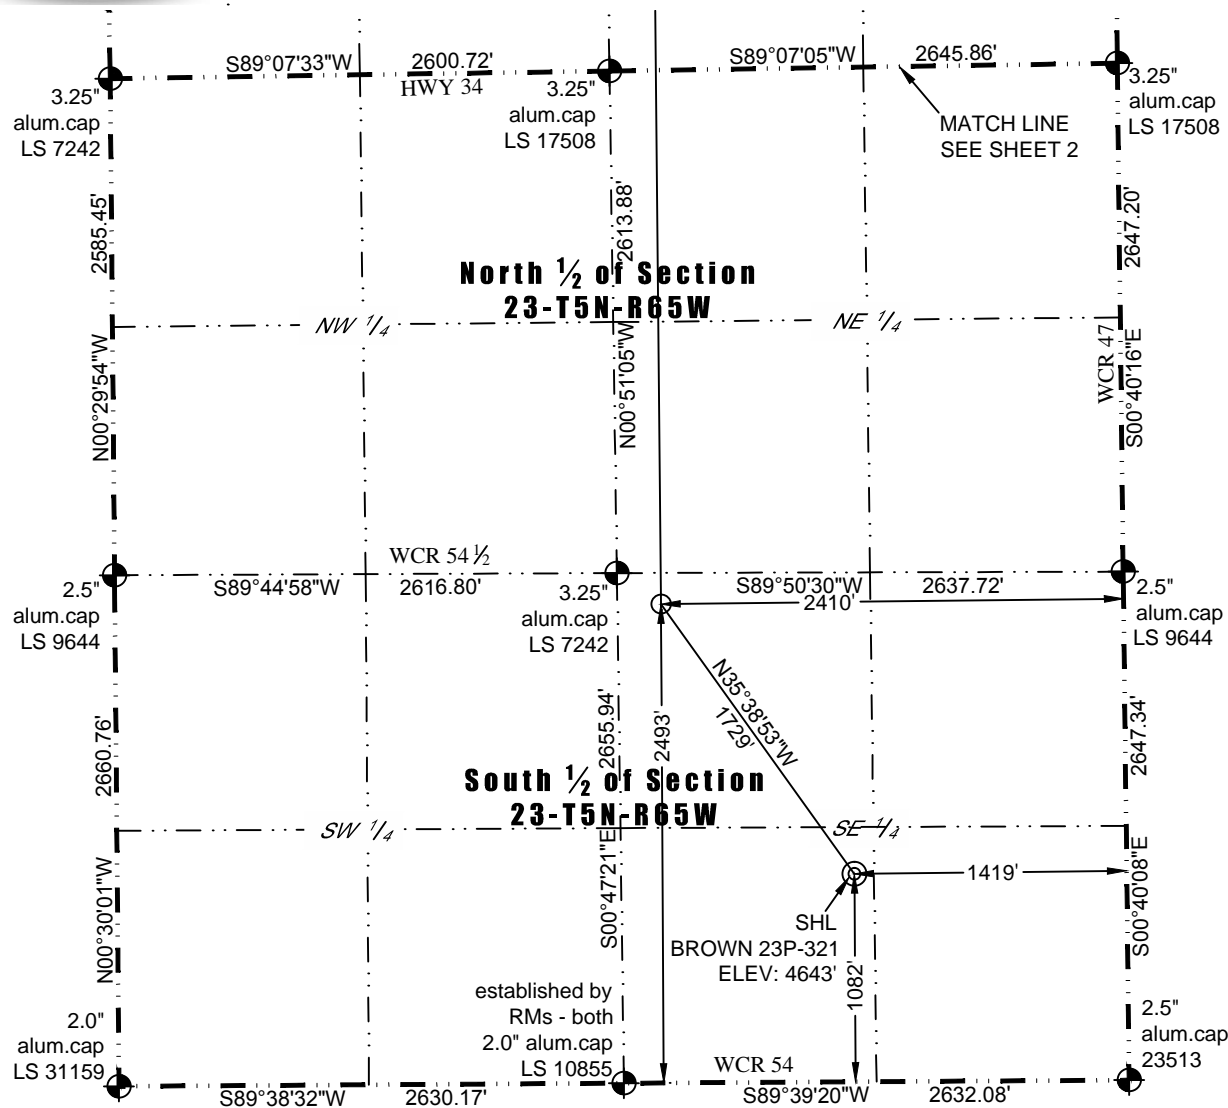 S89°07'33"W
2600.72'
S89°07'05"W
2645.86'
HWY 34
3.25"
alum.cap
LS 7242
3.25"
alum.cap
LS 17508
MATCH LINE
SEE SHEET 2
3.25"
alum.cap
LS 17508
2585.45'
2613.88'
2647.20'
North ½ of Section
23-T5N-R65W
NW 1/4
NE 1/4
N00°29'54"W
N00°51'05"W
WCR 47
S00°40'16"E
WCR 54 ½
S89°44'58"W
2616.80'
S89°50'30"W
2637.72'
2.5"
alum.cap
LS 9644
3.25"
alum.cap
LS 7242
2410'
2.5"
alum.cap
LS 9644
N35°38'53"W
1729'
2660.76'
2655.94'
2493'
2647.34'
South ½ of Section
23-T5N-R65W
SW 1/4
SE 1/4
N00°30'01"W
S00°47'21"E
1419'
S00°40'08"E
SHL
BROWN 23P-321
ELEV: 4643'
1082'
established by
RMs - both
2.0" alum.cap
LS 10855
2.0"
alum.cap
LS 31159
2.5"
alum.cap
23513
WCR 54
S89°38'32"W
2630.17'
S89°39'20"W
2632.08'